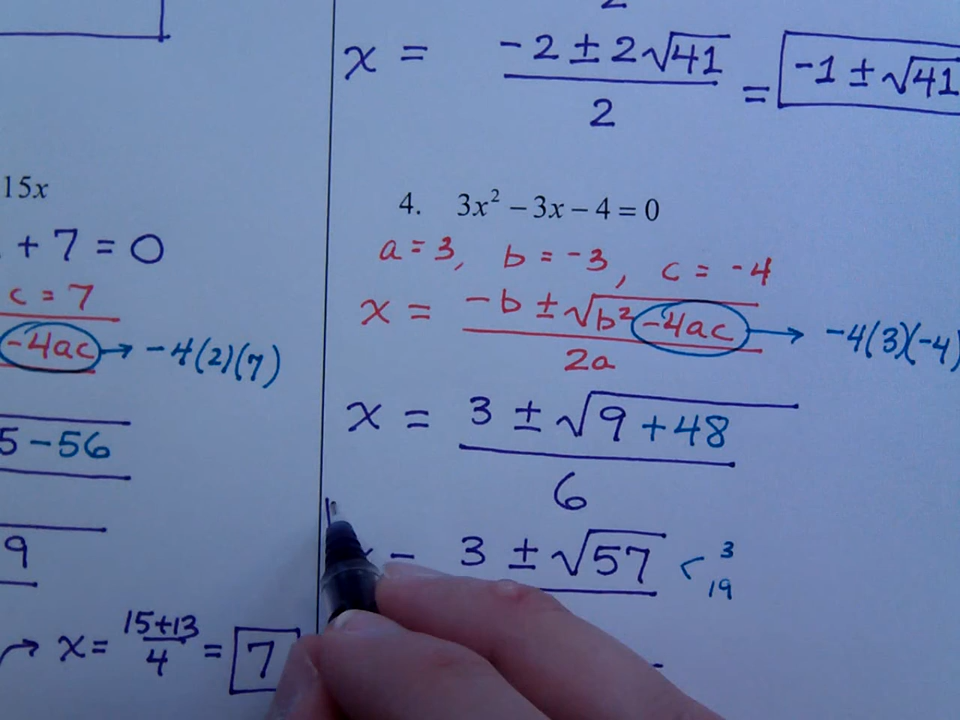 15x
+ 7 = 0
c = 7
-4ac → -4(2)(7)
5 - 56
9
→ x = 15+13 / 4 = 7
2
x = -2 ± 2√41 / 2 = -1 ± √41
4. 3x² - 3x - 4 = 0
a = 3, b = -3, c = -4
x = -b ± √b² -4ac / 2a → -4(3)(-4)
x = 3 ± √9 + 48 / 6
3 ± √57 < 3 19